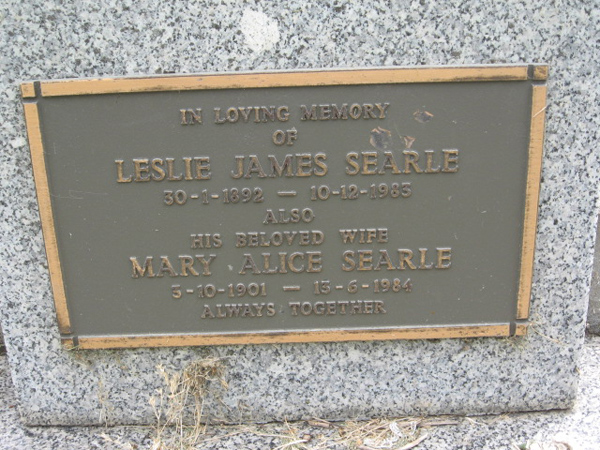 IN LOVING MEMORY
OF
LESLIE JAMES SEARLE
30-1-1892 — 10-12-1983
ALSO
HIS BELOVED WIFE
MARY ALICE SEARLE
3-10-1901 — 13-6-1984
ALWAYS TOGETHER